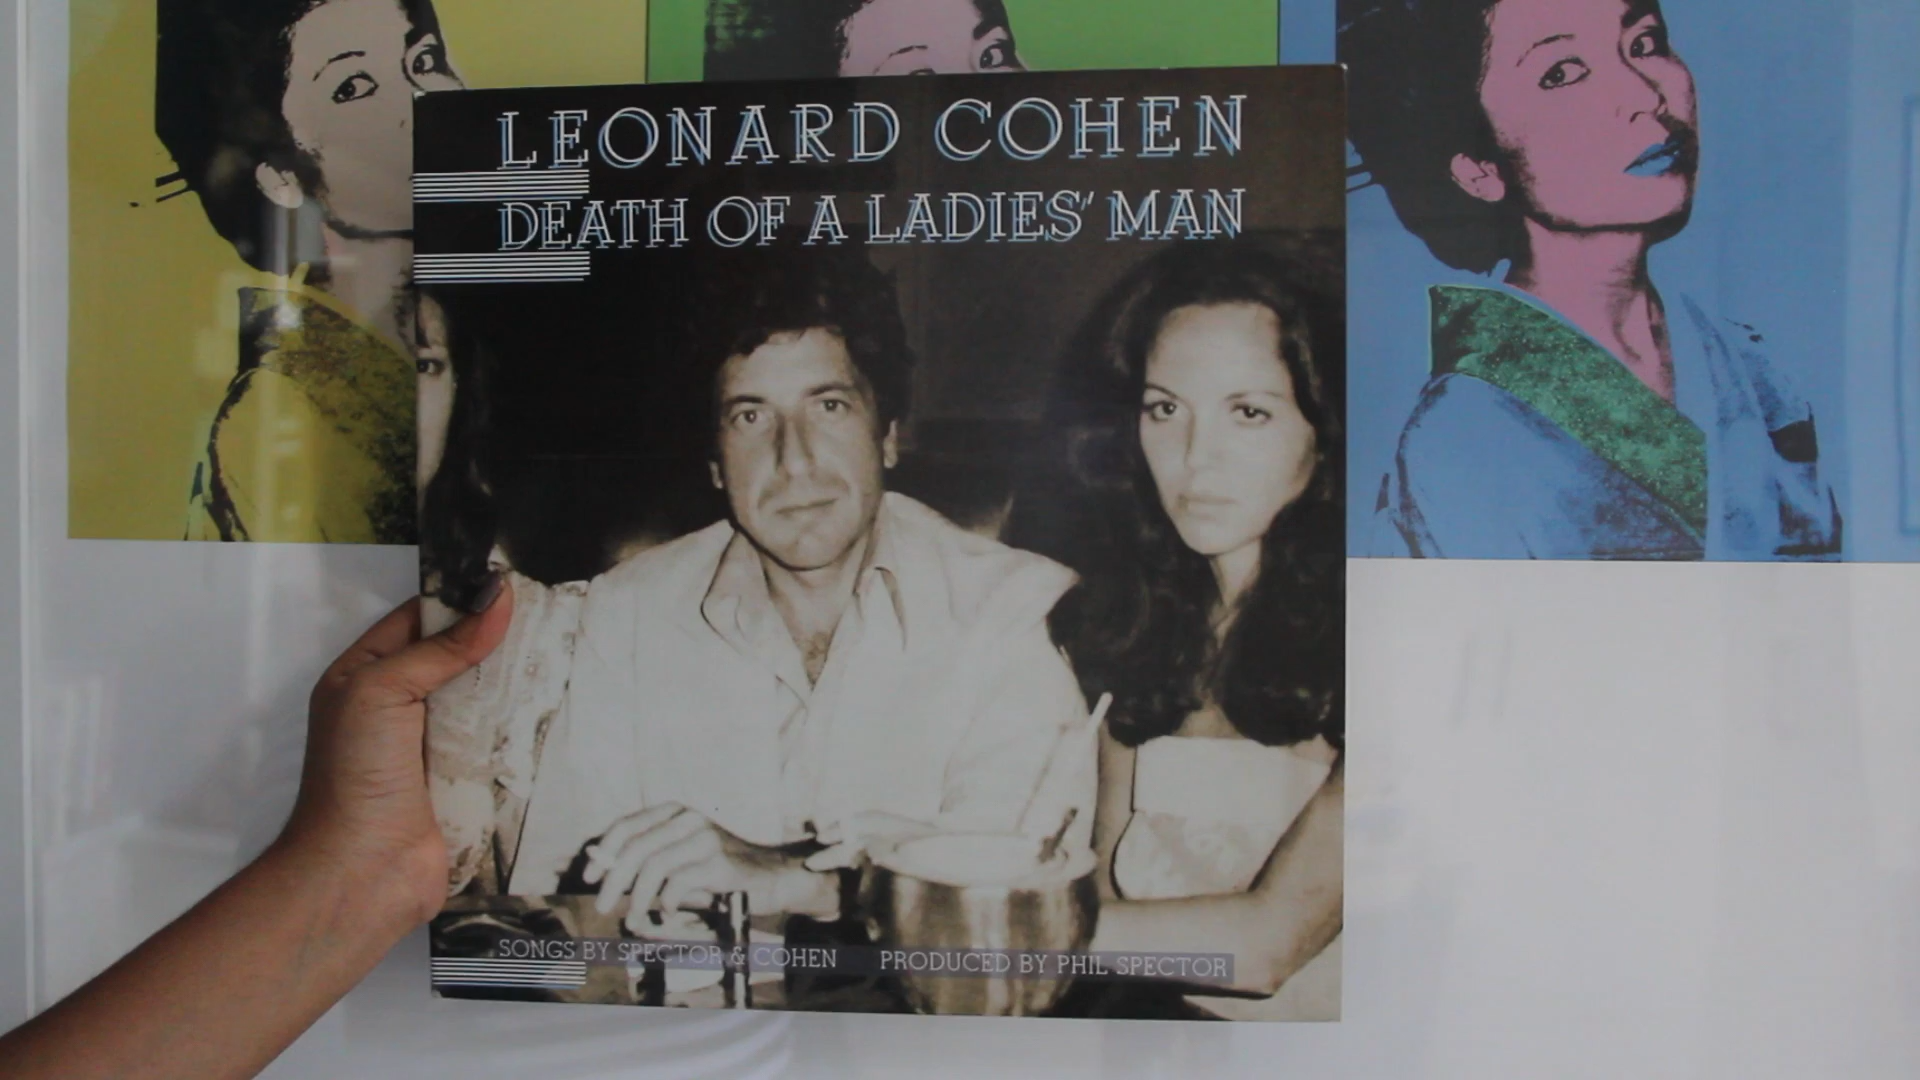 LEONARD COHEN
DEATH OF A LADIES' MAN
SONGS BY SPECTOR & COHEN PRODUCED BY PHIL SPECTOR